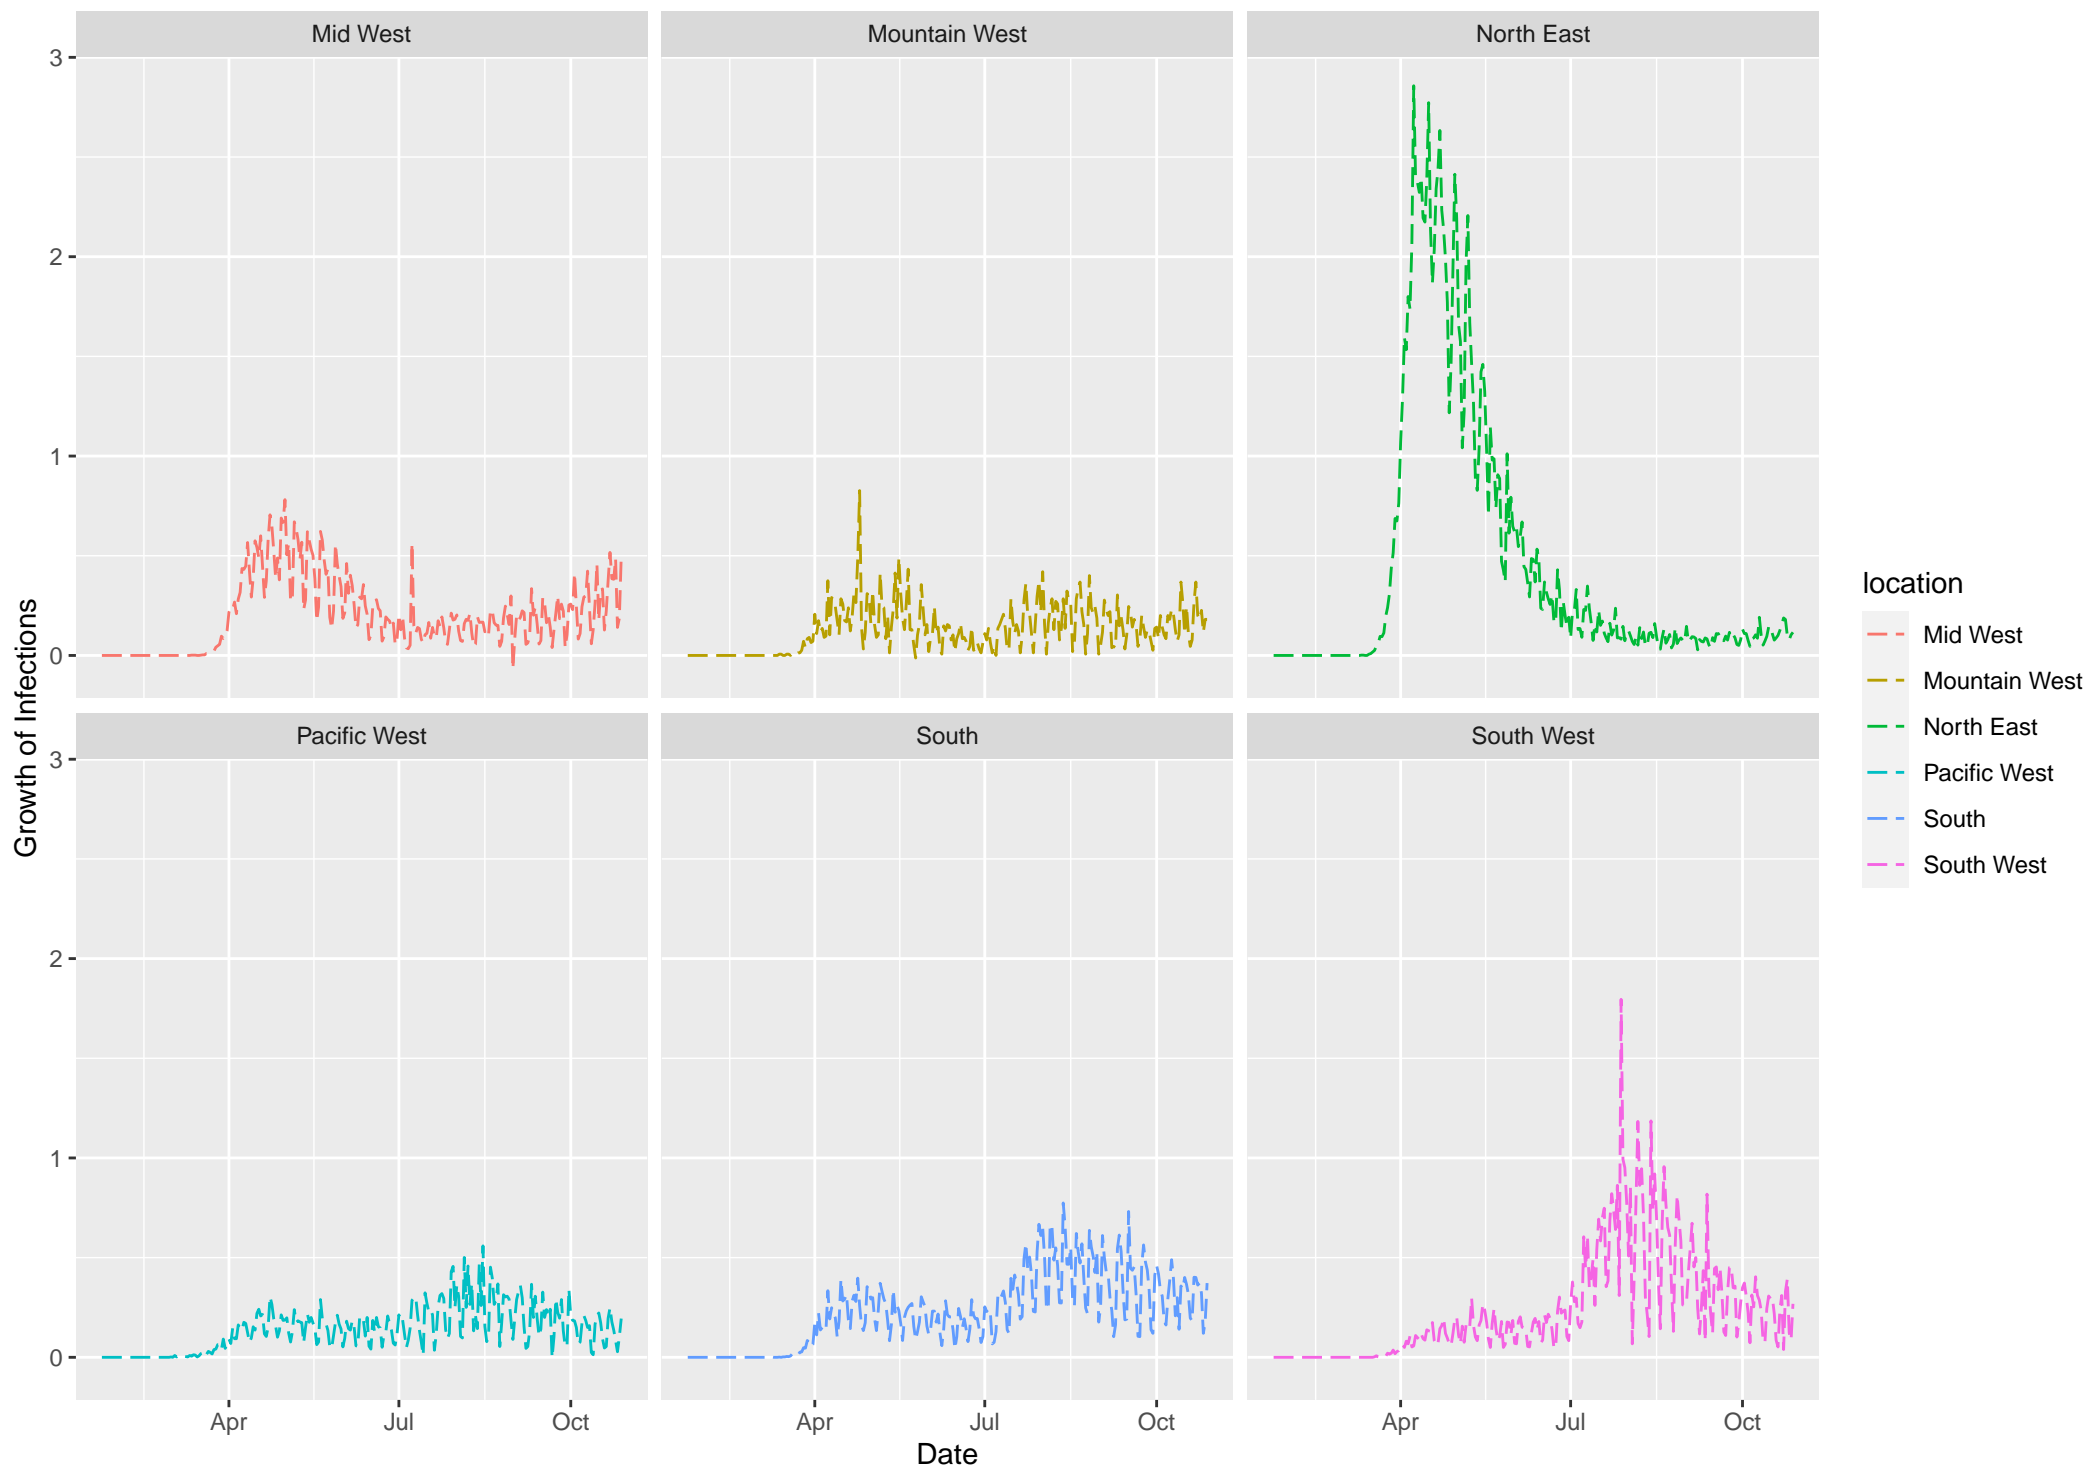 Mid West
Mountain West
North East
3
2
1
0
Pacific West
South
South West
3
2
1
0
Apr
Jul
Oct
Apr
Jul
Oct
Apr
Jul
Oct
Date
Growth of Infections
location
Mid West
Mountain West
North East
Pacific West
South
South West